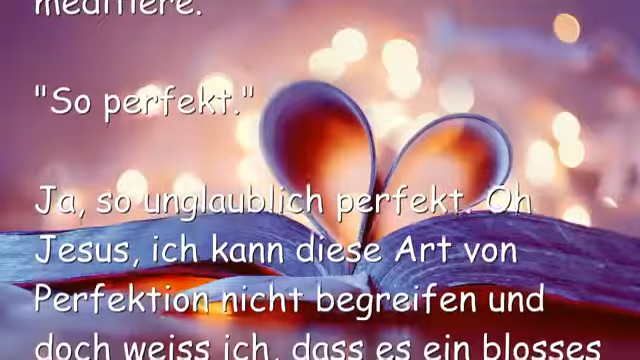 meditiere.
"So perfekt."
Ja, so unglaublich perfekt. Oh
Jesus, ich kann diese Art von
Perfektion nicht begreifen und
doch weiss ich, dass es ein blosses